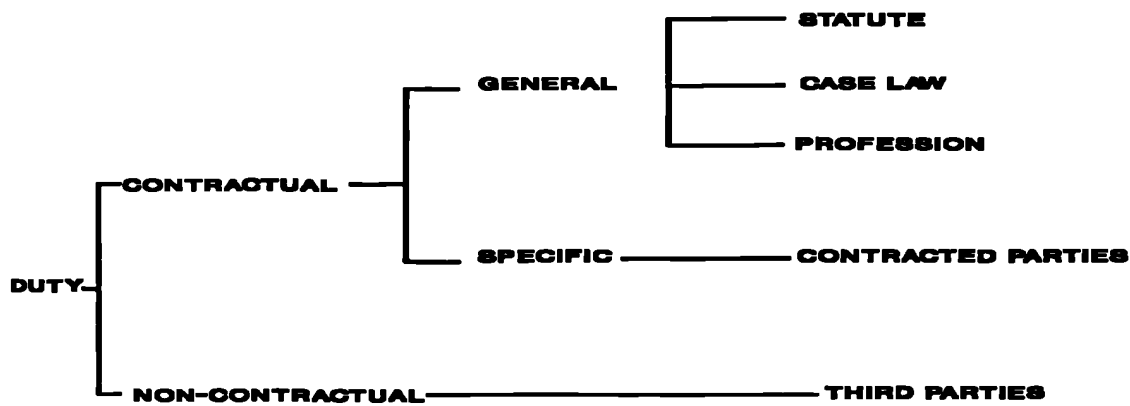 STATUTE
GENERAL
CASE LAW
PROFESSION
CONTRACTUAL
SPECIFIC
CONTRACTED PARTIES
DUTY
NON-CONTRACTUAL
THIRD PARTIES